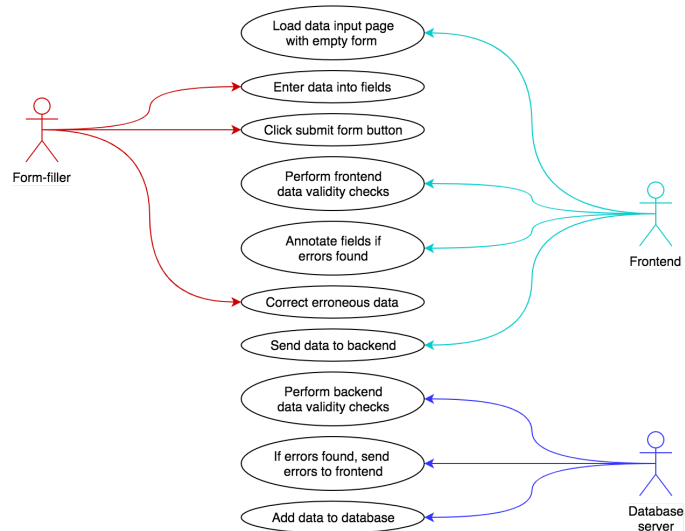 Load data input page
with empty form
Enter data into fields
Click submit form button
Form-filler
Perform frontend
data validity checks
Annotate fields if
errors found
Frontend
Correct erroneous data
Send data to backend
Perform backend
data validity checks
If errors found, send
errors to frontend
Add data to database
Database
server